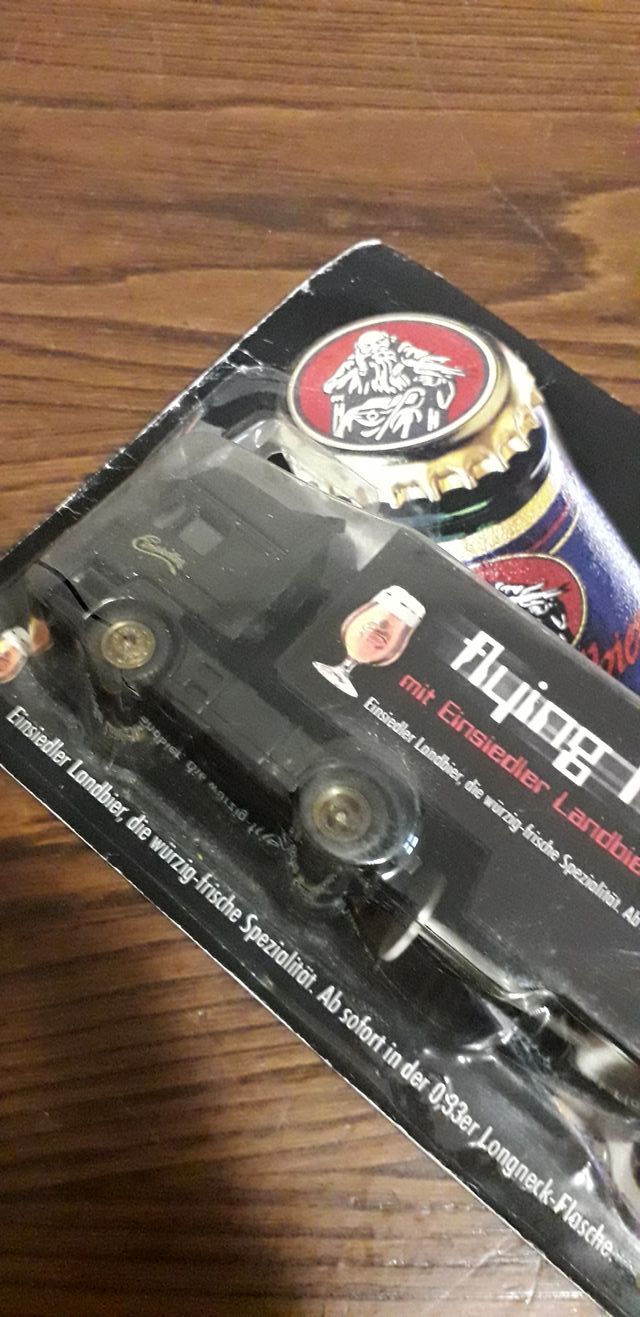 flying
mit Einsiedler Landbie
Einsiedler Landbier, die würzig-frische Spezialität. Ab
Einsiedler Landbier, die würzig-frische Spezialität. Ab sofort in der 0,33er Longneck-Flasche.